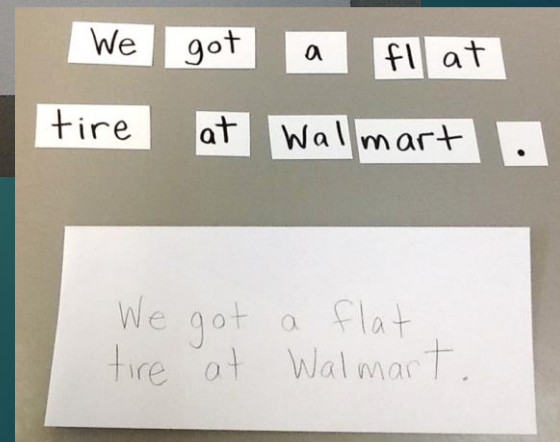 We got a fl at
tire at Wal mart .
We got a flat
tire at Walmart.